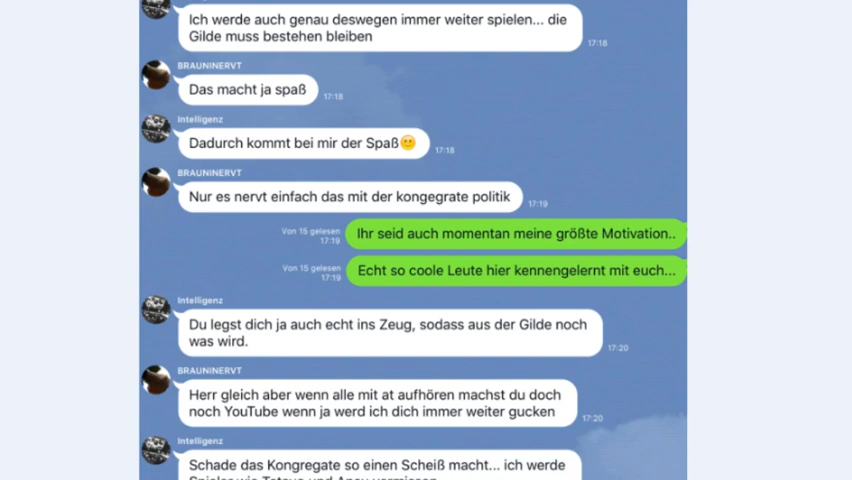 Ich werde auch genau deswegen immer weiter spielen... die
Gilde muss bestehen bleiben
17:18
BRAUNINERVT
Das macht ja spaß
17:18
Intelligenz
Dadurch kommt bei mir der Spaß🙂
17:18
BRAUNINERVT
Nur es nervt einfach das mit der kongegrate politik
17:19
Von 15 gelesen
17:19
Ihr seid auch momentan meine größte Motivation..
Von 15 gelesen
17:19
Echt so coole Leute hier kennengelernt mit euch...
Intelligenz
Du legst dich ja auch echt ins Zeug, sodass aus der Gilde noch
was wird.
17:20
BRAUNINERVT
Herr gleich aber wenn alle mit at aufhören machst du doch
noch YouTube wenn ja werd ich dich immer weiter gucken
17:20
Intelligenz
Schade das Kongregate so einen Scheiß macht... ich werde